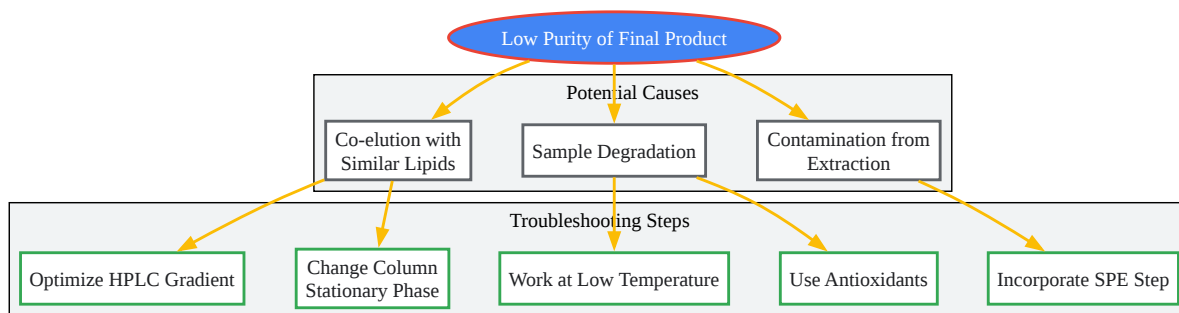 Low Purity of Final Product
Potential Causes
Co-elution with
Similar Lipids
Sample Degradation
Contamination from
Extraction
Troubleshooting Steps
Optimize HPLC Gradient
Change Column
Stationary Phase
Work at Low Temperature
Use Antioxidants
Incorporate SPE Step